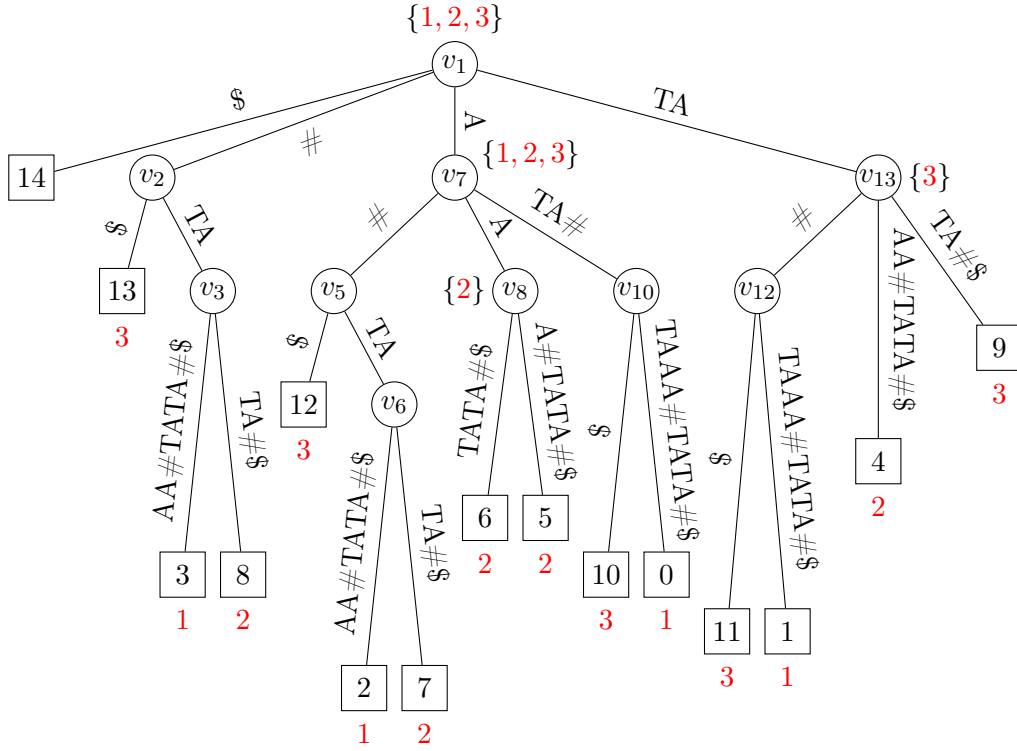 {1, 2, 3}
v1
$
#
A
TA
14
v2
v7
{1, 2, 3}
v13
{3}
$
TA
#
A
TA#
#
AA#TATA#$
TA#$
13
3
v3
v5
{2}
v8
v10
v12
9
3
AA#TATA#$
TA#$
$
TA
TATA#$
A#TATA#$
$
TAAA#TATA#$
$
TAAA#TATA#$
12
3
v6
4
2
AA#TATA#$
TA#$
6
2
5
2
3
1
8
2
10
3
0
1
11
3
1
1
2
1
7
2